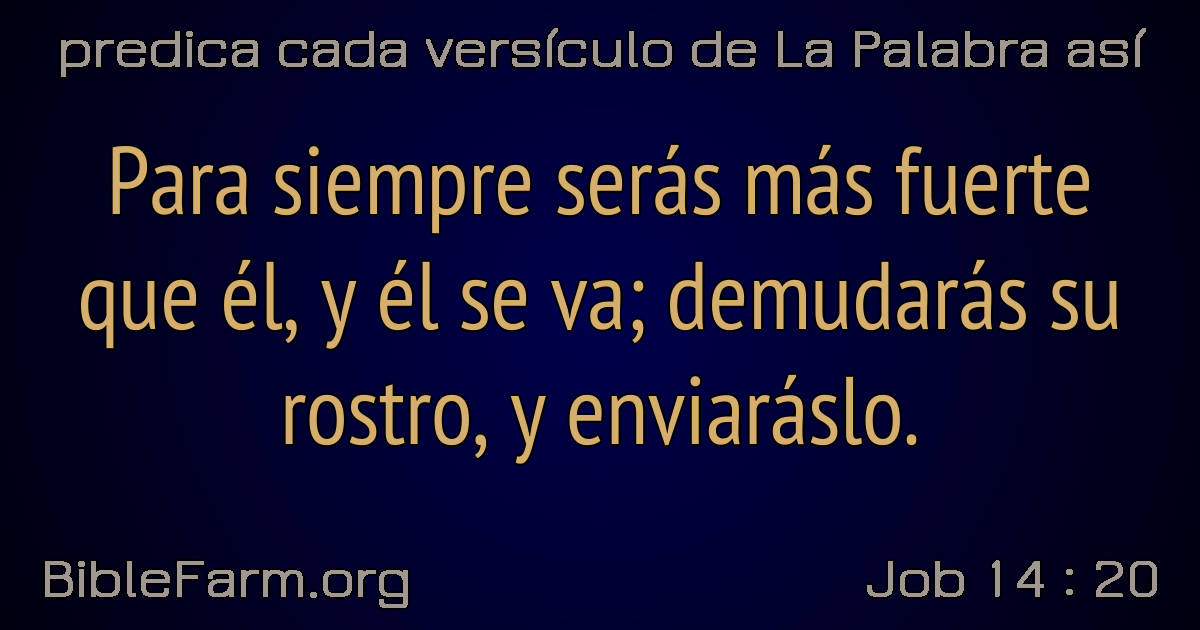 predica cada versículo de La Palabra así
Para siempre serás más fuerte
que él, y él se va; demudarás su
rostro, y enviaráslo.
BibleFarm.org
Job 14 : 20